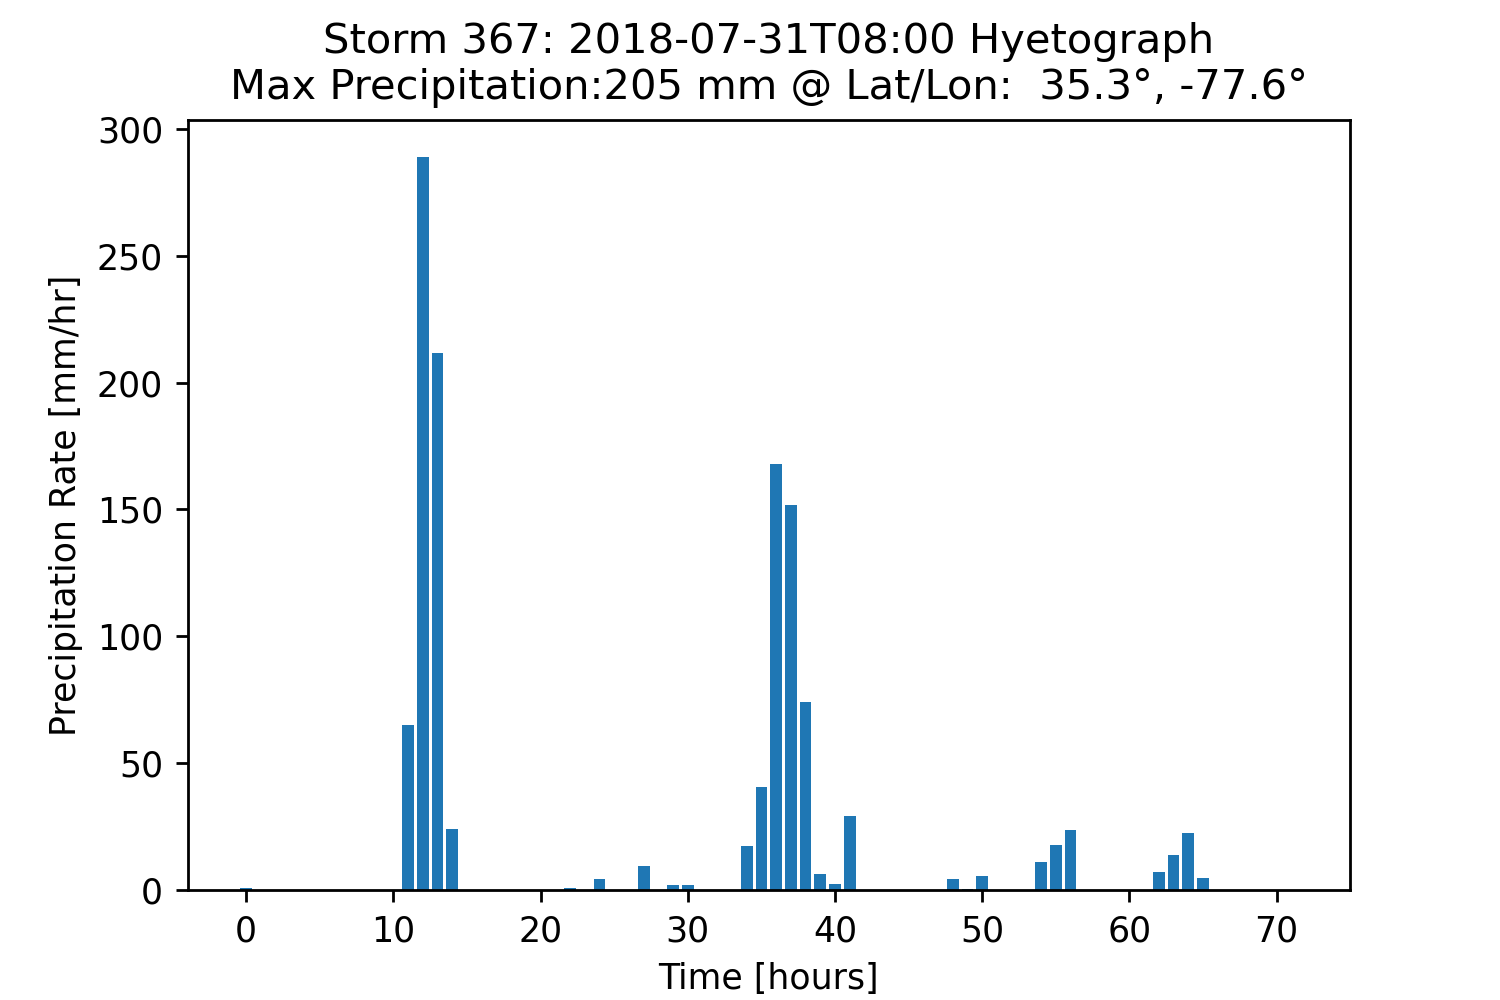 Storm 367: 2018-07-31T08:00 Hyetograph
Max Precipitation:205 mm @ Lat/Lon:  35.3°, -77.6°
300
250
200
150
100
50
0
Precipitation Rate [mm/hr]
0 10 20 30 40 50 60 70
Time [hours]